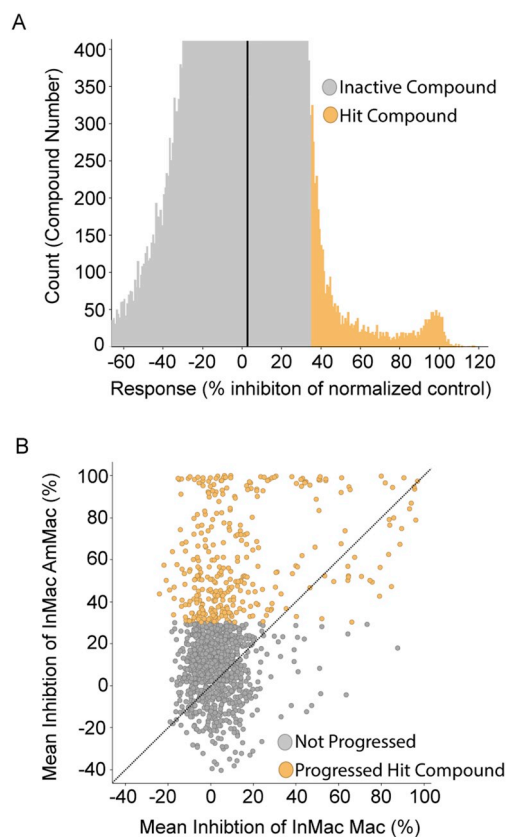 A
400
350
300
250
200
150
100
50
0
Count (Compound Number)
Inactive Compound
Hit Compound
-60 -40 -20 0 20 40 60 80 100 120
Response (% inhibiton of normalized control)
B
100
80
60
40
20
0
-20
-40
Mean Inhibtion of InMac AmMac (%)
Not Progressed
Progressed Hit Compound
-40 -20 0 20 40 60 80 100
Mean Inhibtion of InMac Mac (%)